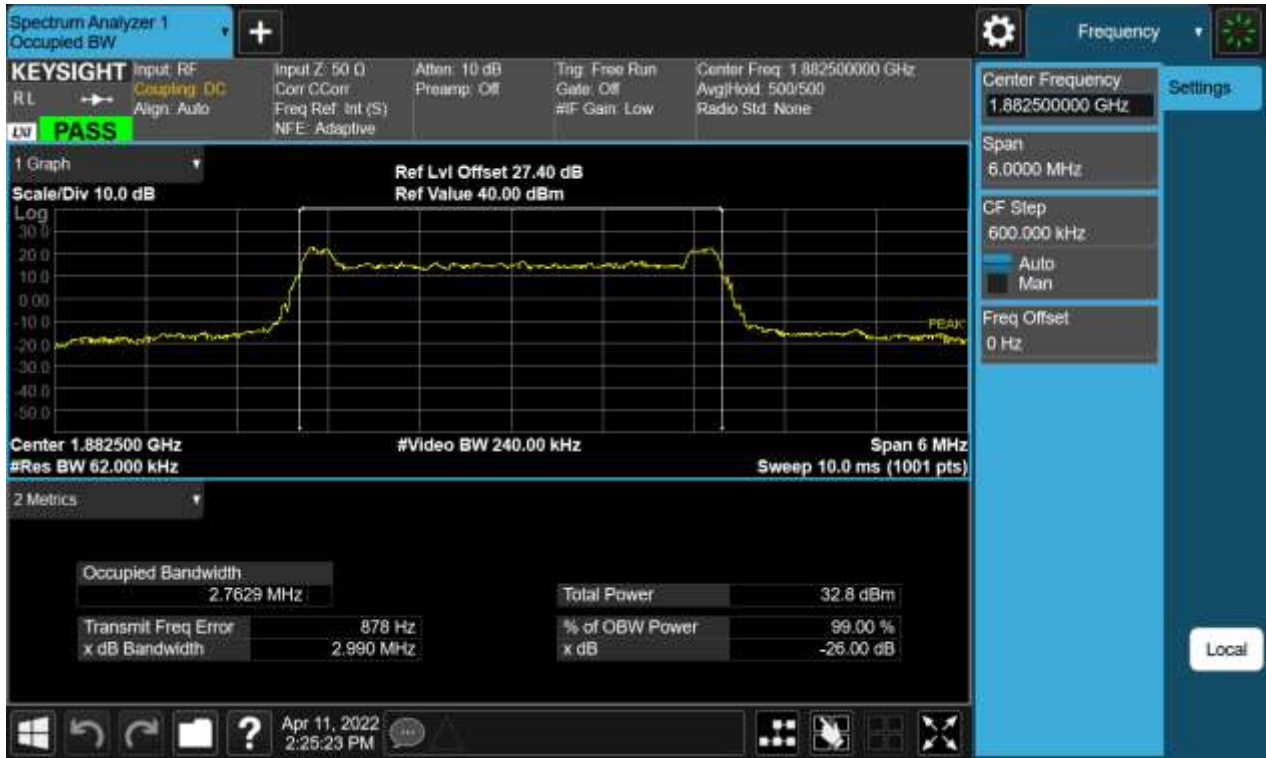 Spectrum Analyzer 1
Occupied BW
Frequency
KEYSIGHT
RL
Input: RF
Coupling: DC
Align: Auto
Input Z: 50 Ω
Corr CCorr
Freq Ref: Int (S)
NFE: Adaptive
Atten: 10 dB
Preamp: Off
Trig: Free Run
Gate: Off
#IF Gain: Low
Center Freq: 1.882500000 GHz
Avg|Hold: 500/500
Radio Std: None
LXI
PASS
Center Frequency
1.882500000 GHz
Settings
Span
6.0000 MHz
CF Step
600.000 kHz
Auto
Man
Freq Offset
0 Hz
Local
1 Graph
Ref Lvl Offset 27.40 dB
Scale/Div 10.0 dB
Ref Value 40.00 dBm
Log
30.0
20.0
10.0
0.00
-10.0
-20.0
-30.0
-40.0
-50.0
PEAK
Center 1.882500 GHz
#Video BW 240.00 kHz
Span 6 MHz
#Res BW 62.000 kHz
Sweep 10.0 ms (1001 pts)
2 Metrics
Occupied Bandwidth
2.7629 MHz
Total Power 32.8 dBm
Transmit Freq Error 878 Hz
% of OBW Power 99.00 %
x dB Bandwidth 2.990 MHz
x dB -26.00 dB
?
Apr 11, 2022
2:25:23 PM